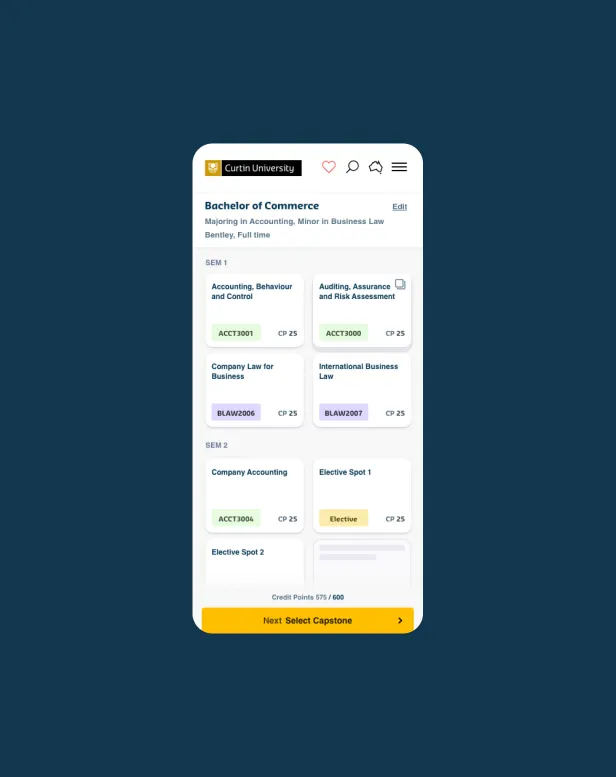 Curtin University
Bachelor of Commerce
Edit
Majoring in Accounting, Minor in Business Law
Bentley, Full time
SEM 1
Accounting, Behaviour
and Control
ACCT3001
CP 25
Auditing, Assurance
and Risk Assessment
ACCT3000
CP 25
Company Law for
Business
BLAW2006
CP 25
International Business
Law
BLAW2007
CP 25
SEM 2
Company Accounting
ACCT3004
CP 25
Elective Spot 1
Elective
CP 25
Elective Spot 2
Credit Points 575 / 600
Next Select Capstone